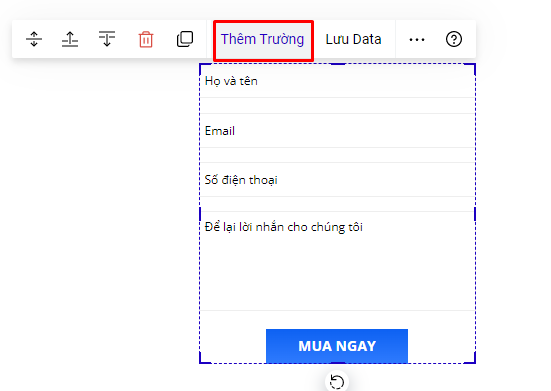 Thêm Trường
Lưu Data
Họ và tên
Email
Số điện thoại
Để lại lời nhắn cho chúng tôi
MUA NGAY